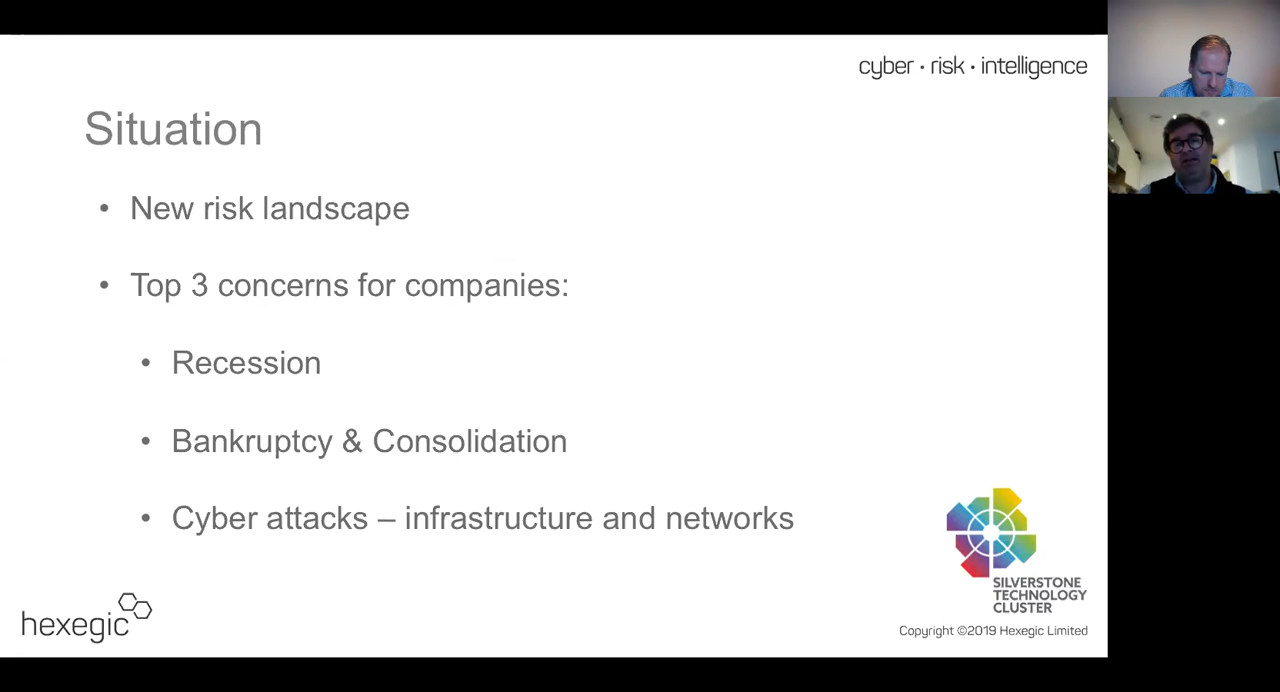 cyber · risk · intelligence
Situation
• New risk landscape
• Top 3 concerns for companies:
• Recession
• Bankruptcy & Consolidation
• Cyber attacks – infrastructure and networks
SILVERSTONE
TECHNOLOGY
CLUSTER
hexegic
Copyright ©2019 Hexegic Limited